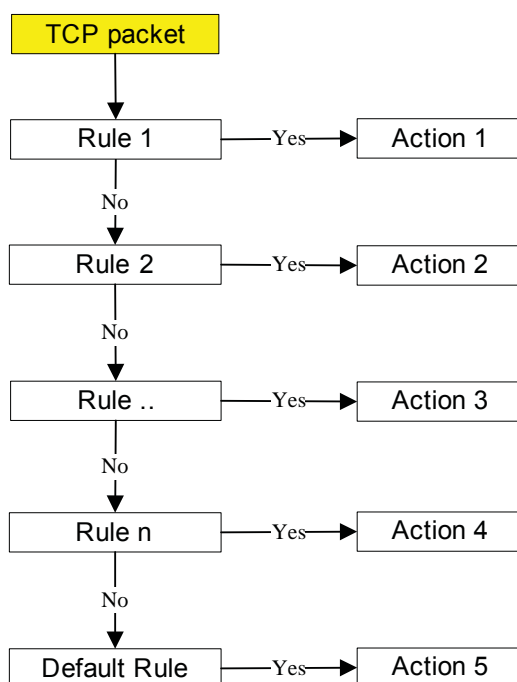 TCP packet
Rule 1
Yes
Action 1
No
Rule 2
Yes
Action 2
No
Rule ..
Yes
Action 3
No
Rule n
Yes
Action 4
No
Default Rule
Yes
Action 5